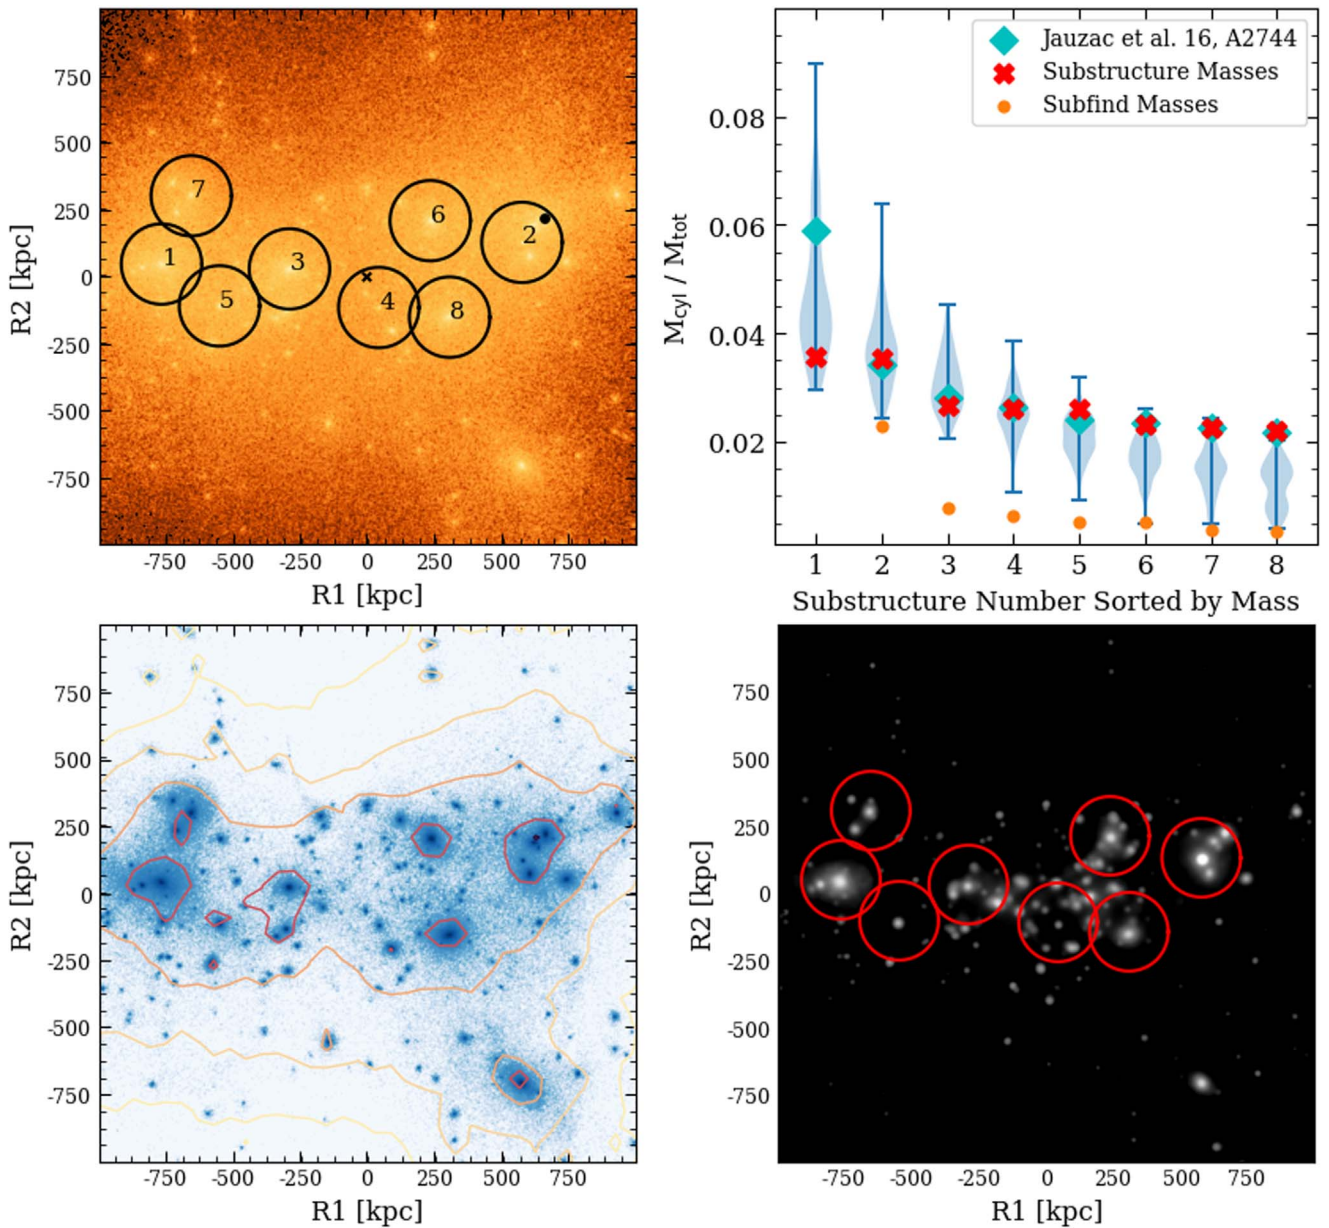 750
500
250
0
-250
-500
-750
R2 [kpc]
7
1
5
3
4
6
8
2
-750 -500 -250 0 250 500 750
R1 [kpc]
Jauzac et al. 16, A2744
Substructure Masses
Subfind Masses
0.08
0.06
0.04
0.02
Mcyl / Mtot
1 2 3 4 5 6 7 8
Substructure Number Sorted by Mass
750
500
250
0
-250
-500
-750
R2 [kpc]
-750 -500 -250 0 250 500 750
R1 [kpc]
750
500
250
0
-250
-500
-750
R2 [kpc]
-750 -500 -250 0 250 500 750
R1 [kpc]